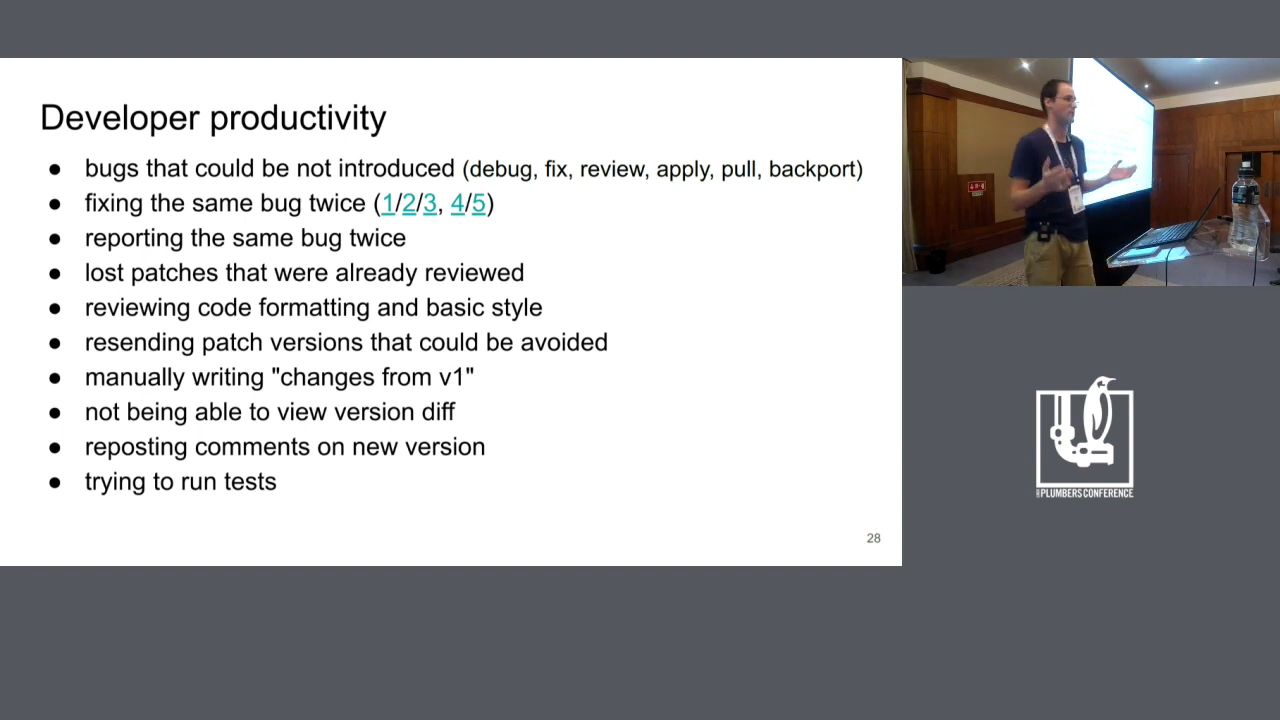 Developer productivity
● bugs that could be not introduced (debug, fix, review, apply, pull, backport)
● fixing the same bug twice (1/2/3, 4/5)
● reporting the same bug twice
● lost patches that were already reviewed
● reviewing code formatting and basic style
● resending patch versions that could be avoided
● manually writing "changes from v1"
● not being able to view version diff
● reposting comments on new version
● trying to run tests
28
PLUMBERS CONFERENCE